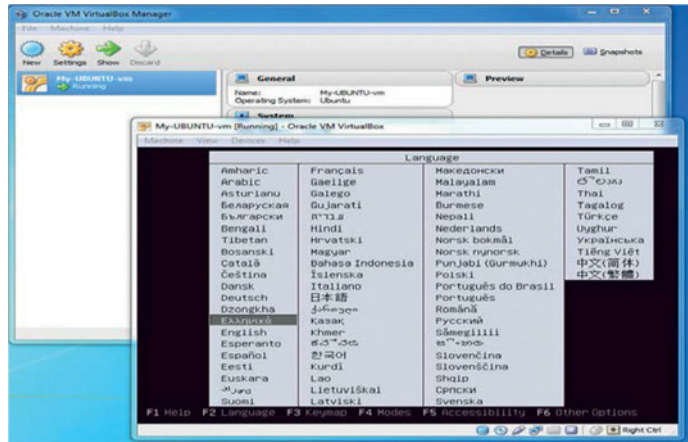 Oracle VM VirtualBox Manager
File Machine Help
New Settings Show Discard
Details Snapshots
My-UBUNTU-vm
Running
General
Name: My-UBUNTU-vm
Operating System: Ubuntu
System
Preview
My-UBUNTU-vm [Running] - Oracle VM VirtualBox
Machine View Devices Help
Language
Amharic Français Македонски Tamil
Arabic Gaeilge Malayalam
Asturianu Galego Marathi Thai
Беларуская Gujarati Burmese Tagalog
Български עברית Nepali Türkçe
Bengali Hindi Nederlands Uyghur
Tibetan Hrvatski Norsk bokmål Українська
Bosanski Magyar Norsk nynorsk Tiếng Việt
Català Bahasa Indonesia Punjabi (Gurmukhi) 中文(简体)
Čeština Íslenska Polski 中文(繁體)
Dansk Italiano Português do Brasil
Deutsch 日本語 Português
Dzongkha ქართული Română
Ελληνικά Қазақ Русский
English Khmer Sámegillii
Esperanto
Español 한국어 Slovenčina
Eesti Kurdî Slovenščina
Euskara Lao Shqip
Lietuviškai Српски
Suomi Latviski Svenska
F1 Help F2 Language F3 Keymap F4 Modes F5 Accessibility F6 Other Options
Right Ctrl